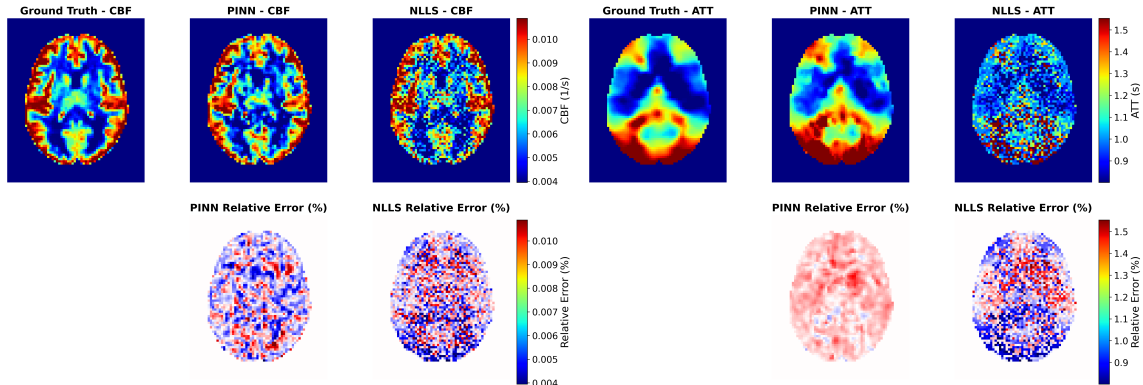 Ground Truth - CBF
PINN - CBF
NLLS - CBF
0.010
0.009
0.008
0.007
0.006
0.005
0.004
CBF (1/s)
Ground Truth - ATT
PINN - ATT
NLLS - ATT
1.5
1.4
1.3
1.2
1.1
1.0
0.9
ATT (s)
PINN Relative Error (%)
NLLS Relative Error (%)
0.010
0.009
0.008
0.007
0.006
0.005
0.004
Relative Error (%)
PINN Relative Error (%)
NLLS Relative Error (%)
1.5
1.4
1.3
1.2
1.1
1.0
0.9
Relative Error (%)